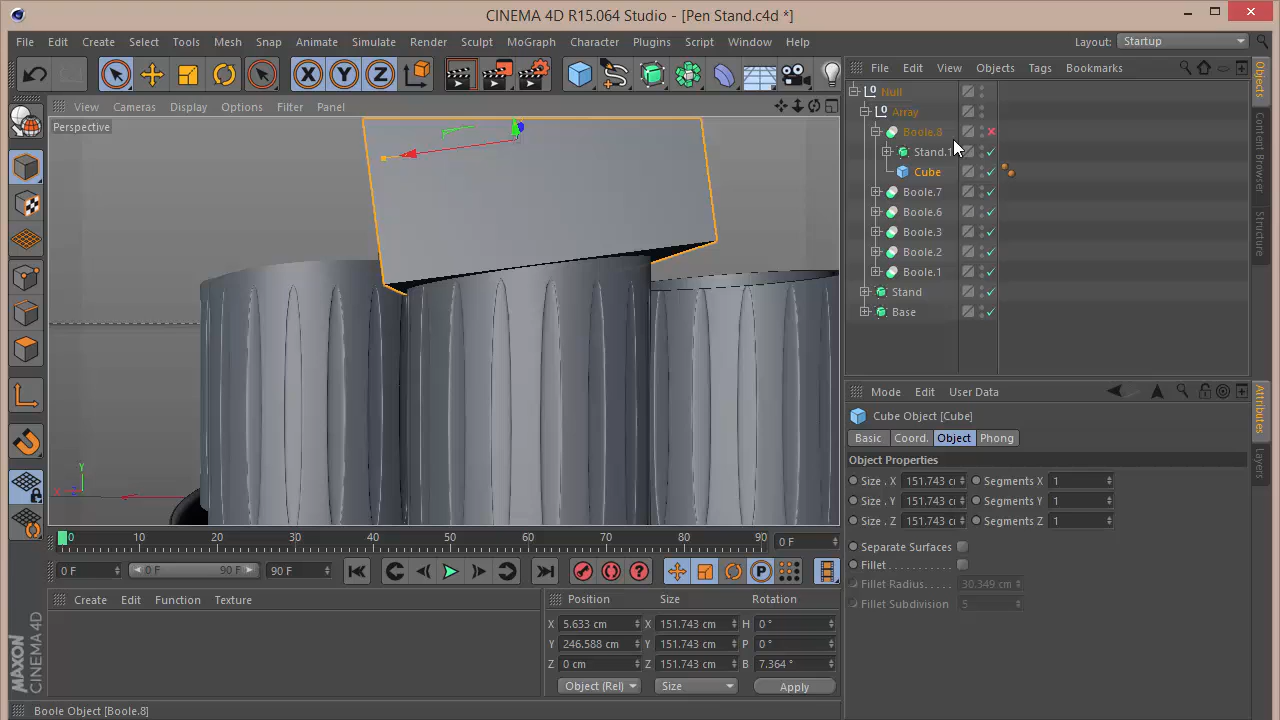 CINEMA 4D R15.064 Studio - [Pen Stand.c4d *]
File Edit Create Select Tools Mesh Snap Animate Simulate Render Sculpt MoGraph Character Plugins Script Window Help
Layout: Startup
X Y Z
File Edit View Objects Tags Bookmarks
View Cameras Display Options Filter Panel
Perspective
Null
Array
Boole.8
Stand.1
Cube
Boole.7
Boole.6
Boole.3
Boole.2
Boole.1
Stand
Base
Objects
Content Browser
Structure
Y
X
Mode Edit User Data
Cube Object [Cube]
Basic Coord. Object Phong
Object Properties
Size . X 151.743 c Segments X 1
Size . Y 151.743 c Segments Y 1
Size . Z 151.743 c Segments Z 1
Separate Surfaces
Fillet
Fillet Radius 30.349 cm
Fillet Subdivision 5
Attributes
Layers
0 10 20 30 40 50 60 70 80 90 0 F
0 F 0 F 90 F 90 F
P
Create Edit Function Texture
Position Size Rotation
X 5.633 cm X 151.743 cm H 0 °
Y 246.588 cm Y 151.743 cm P 0 °
Z 0 cm Z 151.743 cm B 7.364 °
Object (Rel) Size Apply
MAXON CINEMA 4D
Boole Object [Boole.8]